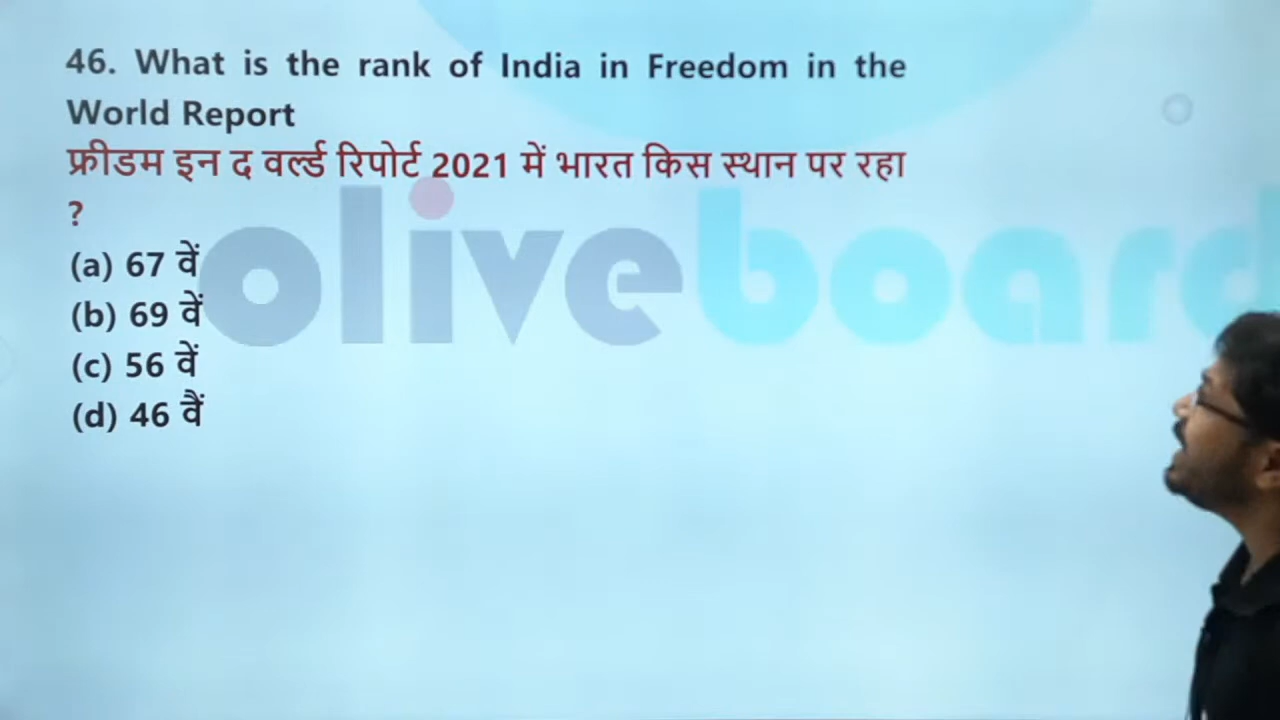 46. What is the rank of India in Freedom in the
World Report
फ्रीडम इन द वर्ल्ड रिपोर्ट 2021 में भारत किस स्थान पर रहा
?
(a) 67 वें
(b) 69 वें
(c) 56 वें
(d) 46 वैं
oliveboard